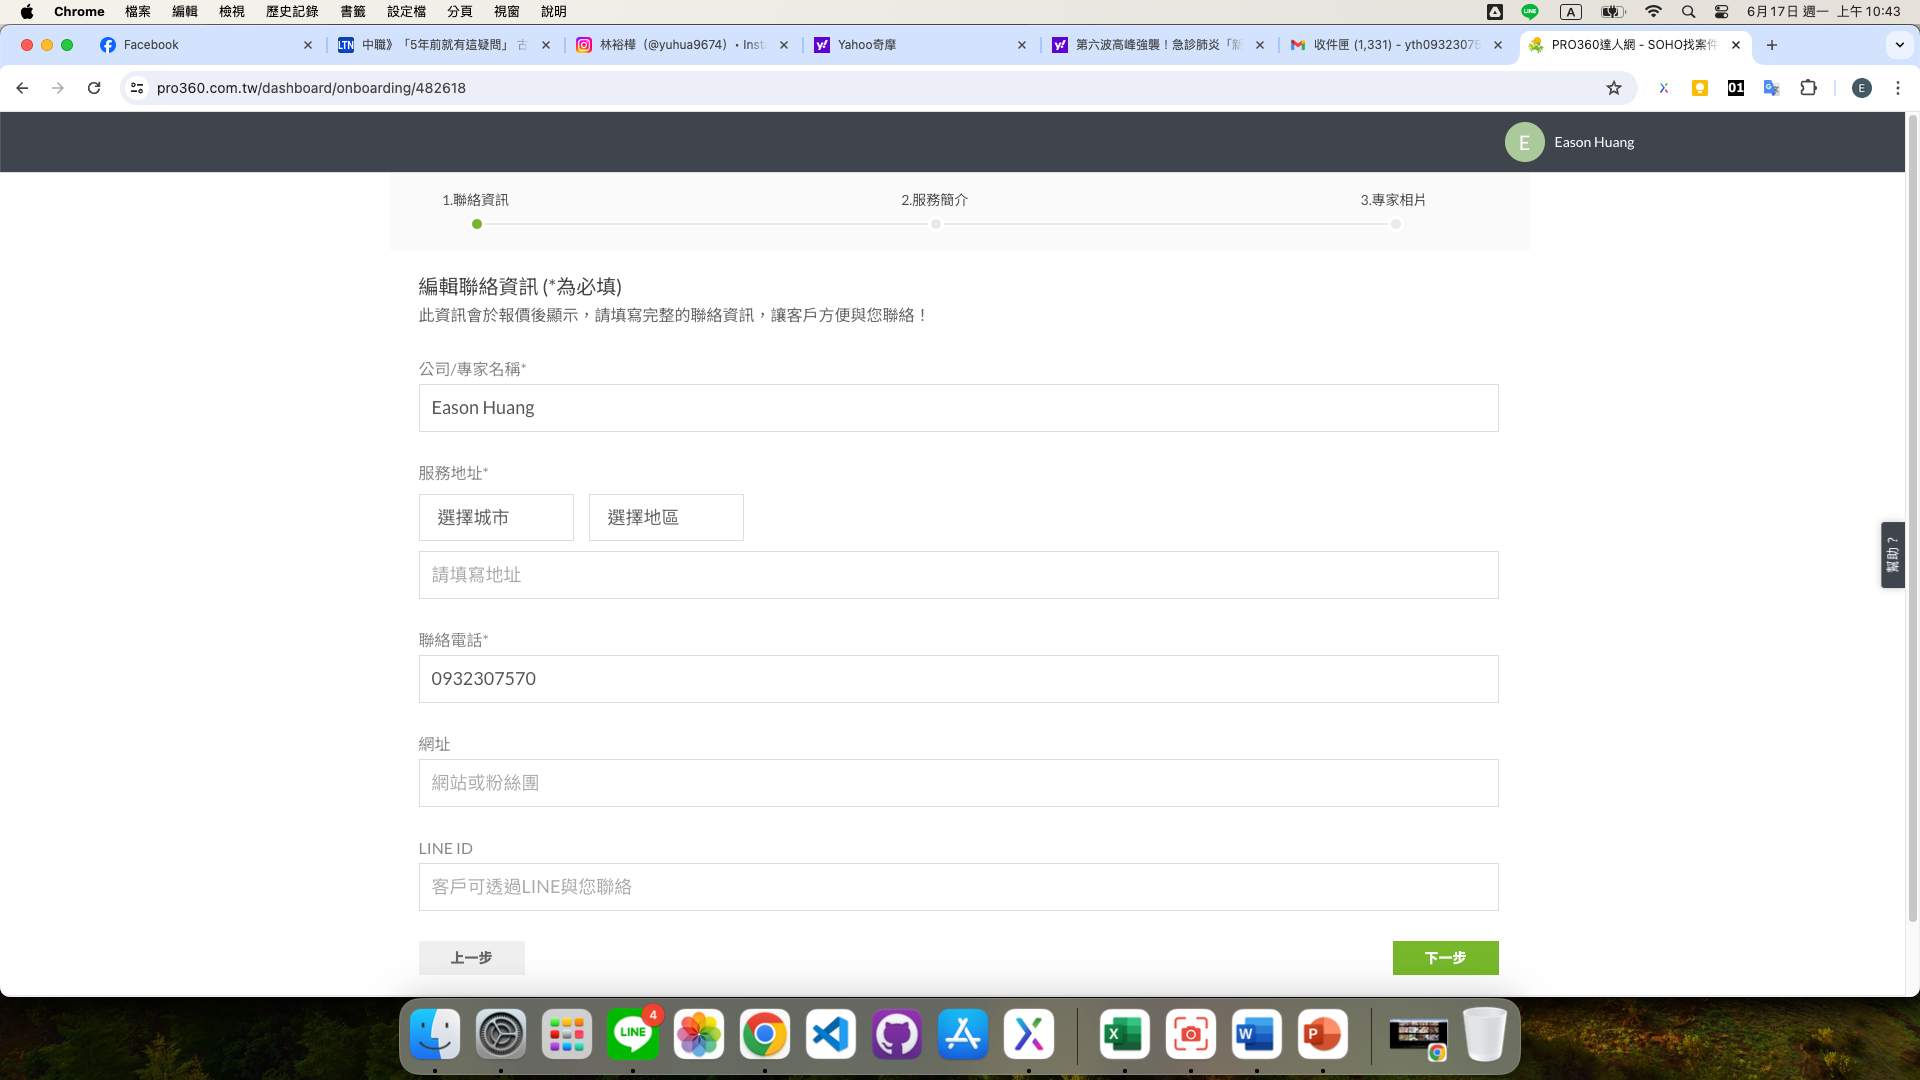 Chrome 檔案 編輯 檢視 歷史記錄 書籤 設定檔 分頁 視窗 說明
A
6月17日 週一 上午 10:43
Facebook
LTN 中職》「5年前就有這疑問」 古
林裕樺 (@yuhua9674) • Inst
Yahoo奇摩
第六波高峰強襲！急診肺炎「新
收件匣 (1,331) - yth09323075
PRO360達人網 - SOHO找案件
pro360.com.tw/dashboard/onboarding/482618
01
E
E Eason Huang
1.聯絡資訊
2.服務簡介
3.專家相片
編輯聯絡資訊 (*為必填)
此資訊會於報價後顯示，請填寫完整的聯絡資訊，讓客戶方便與您聯絡！
公司/專家名稱*
Eason Huang
服務地址*
選擇城市
選擇地區
請填寫地址
聯絡電話*
0932307570
網址
網站或粉絲團
LINE ID
客戶可透過LINE與您聯絡
上一步
下一步
幫助？
LINE
4
X
W
P